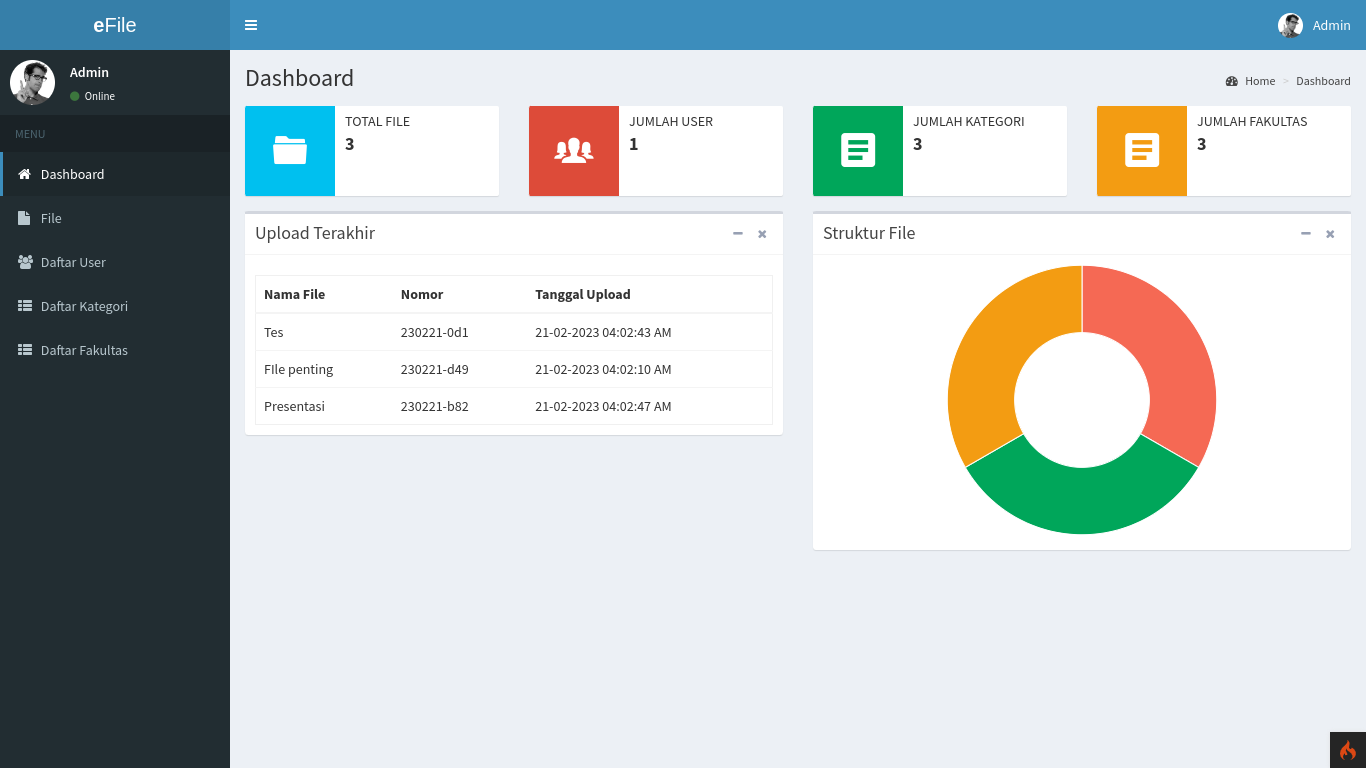 eFile
Admin
Admin
Online
MENU
Dashboard
File
Daftar User
Daftar Kategori
Daftar Fakultas
Dashboard
Home > Dashboard
TOTAL FILE
3
JUMLAH USER
1
JUMLAH KATEGORI
3
JUMLAH FAKULTAS
3
Upload Terakhir
Nama File Nomor Tanggal Upload
Tes 230221-0d1 21-02-2023 04:02:43 AM
FIle penting 230221-d49 21-02-2023 04:02:10 AM
Presentasi 230221-b82 21-02-2023 04:02:47 AM
Struktur File